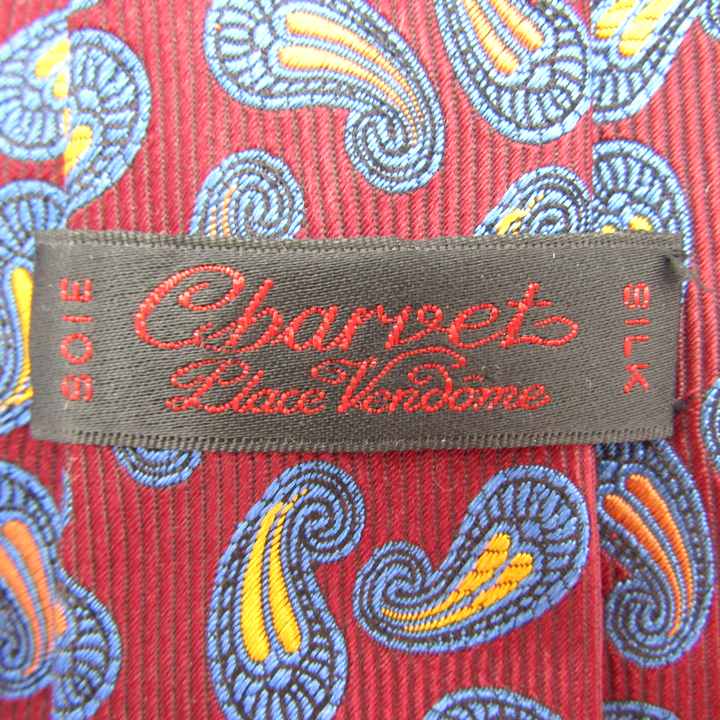 SOIE
Charvet
Place Vendôme
SILK